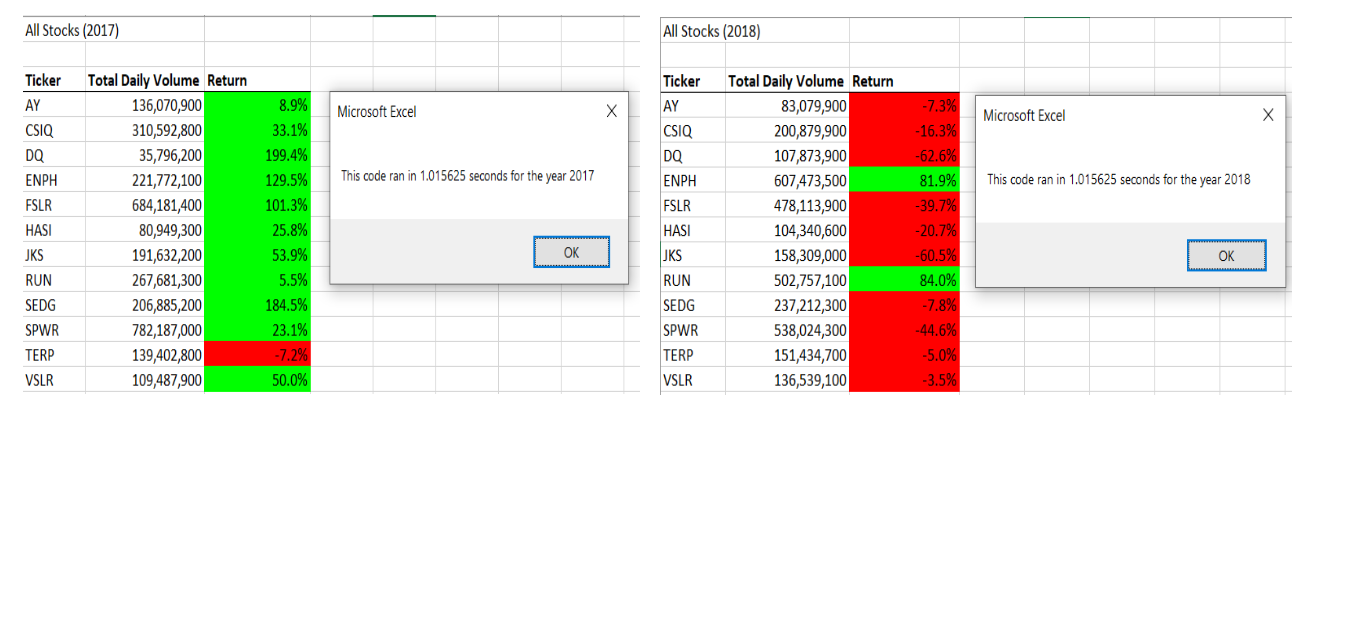 All Stocks (2017)
Ticker Total Daily Volume Return
AY 136,070,900 8.9%
CSIQ 310,592,800 33.1%
DQ 35,796,200 199.4%
ENPH 221,772,100 129.5%
FSLR 684,181,400 101.3%
HASI 80,949,300 25.8%
JKS 191,632,200 53.9%
RUN 267,681,300 5.5%
SEDG 206,885,200 184.5%
SPWR 782,187,000 23.1%
TERP 139,402,800 -7.2%
VSLR 109,487,900 50.0%
Microsoft Excel X
This code ran in 1.015625 seconds for the year 2017
OK
All Stocks (2018)
Ticker Total Daily Volume Return
AY 83,079,900 -7.3%
CSIQ 200,879,900 -16.3%
DQ 107,873,900 -62.6%
ENPH 607,473,500 81.9%
FSLR 478,113,900 -39.7%
HASI 104,340,600 -20.7%
JKS 158,309,000 -60.5%
RUN 502,757,100 84.0%
SEDG 237,212,300 -7.8%
SPWR 538,024,300 -44.6%
TERP 151,434,700 -5.0%
VSLR 136,539,100 -3.5%
Microsoft Excel X
This code ran in 1.015625 seconds for the year 2018
OK